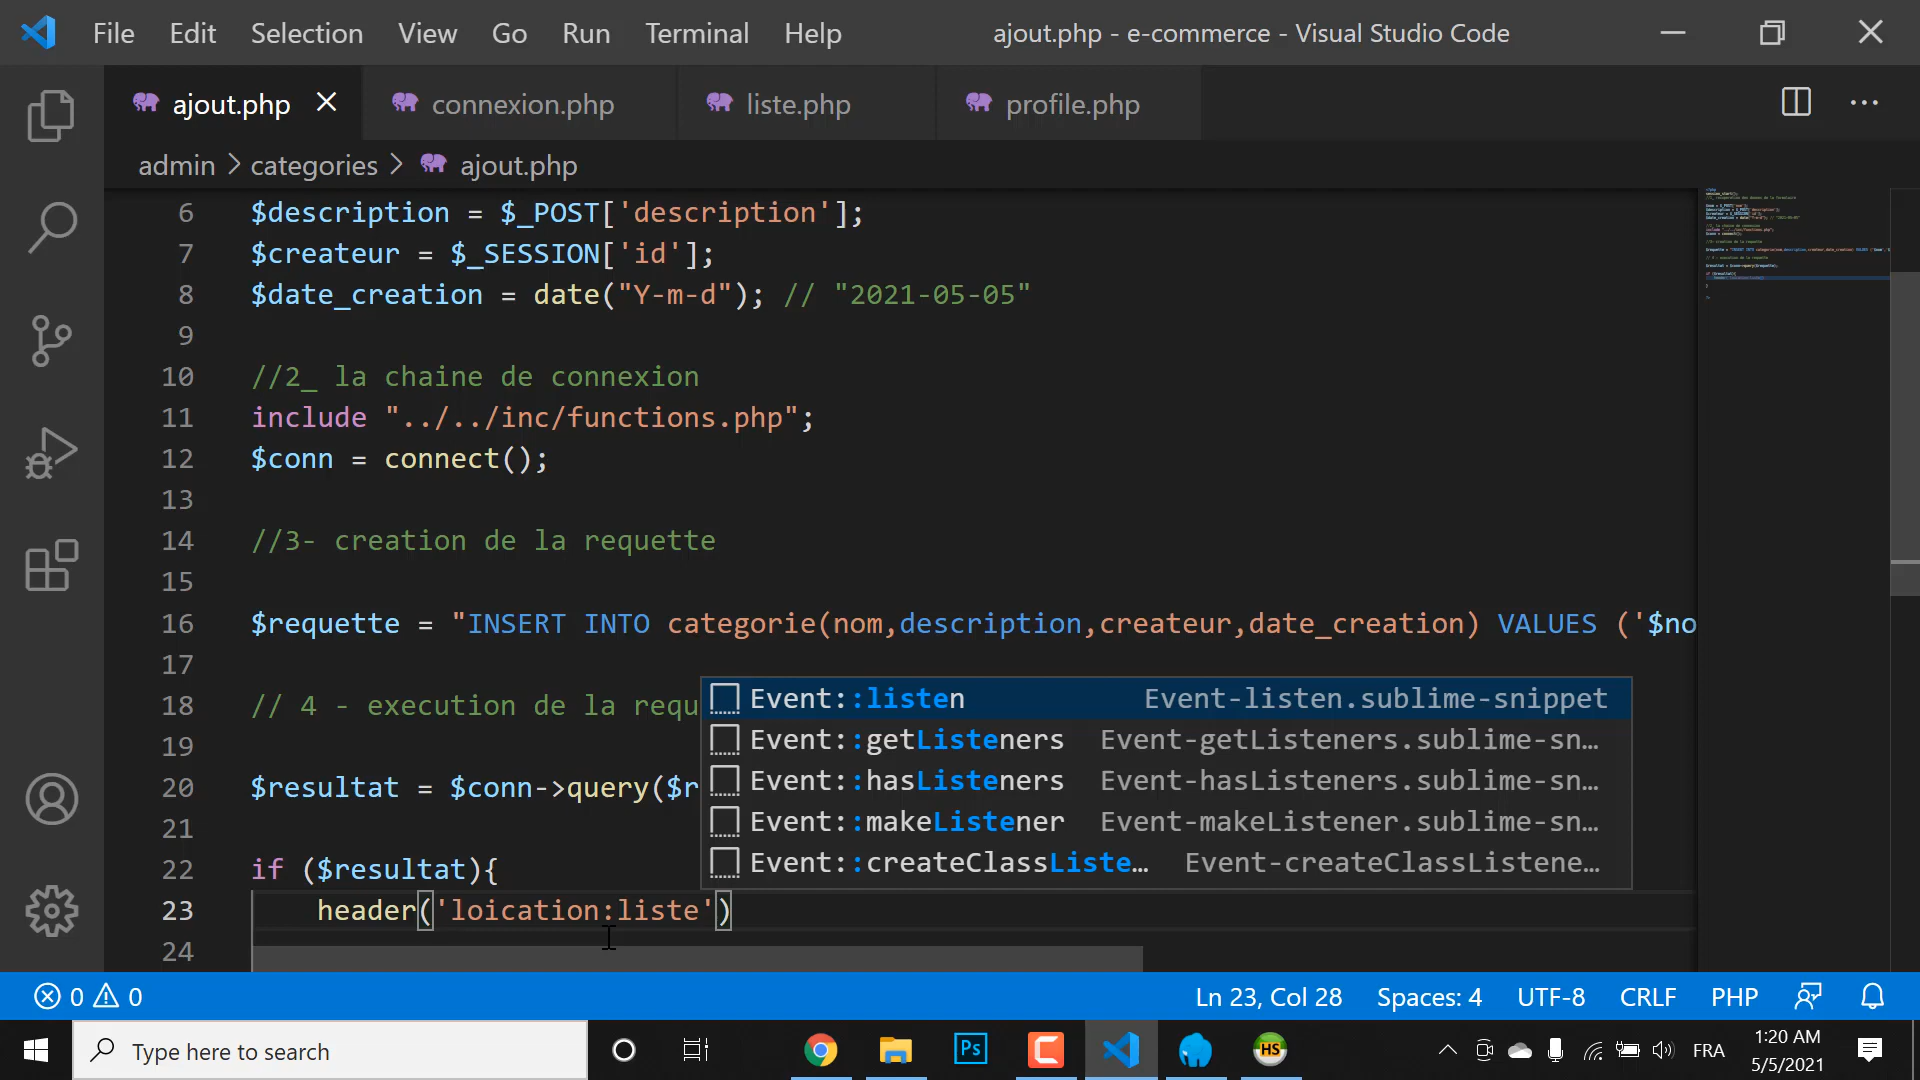 File Edit Selection View Go Run Terminal Help ajout.php - e-commerce - Visual Studio Code
ajout.php connexion.php liste.php profile.php
admin > categories > ajout.php
6 $description = $_POST['description'];
7 $createur = $_SESSION['id'];
8 $date_creation = date("Y-m-d"); // "2021-05-05"
9
10 //2_ la chaine de connexion
11 include "../../inc/functions.php";
12 $conn = connect();
13
14 //3- creation de la requette
15
16 $requette = "INSERT INTO categorie(nom,description,createur,date_creation) VALUES ('$no
17
18 // 4 - execution de la requ
19
20 $resultat = $conn->query($r
21
22 if ($resultat){
23 header('loication:liste')
24
Event::listen Event-listen.sublime-snippet
Event::getListeners Event-getListeners.sublime-sn…
Event::hasListeners Event-hasListeners.sublime-sn…
Event::makeListener Event-makeListener.sublime-sn…
Event::createClassListe… Event-createClassListene…
0 0 Ln 23, Col 28 Spaces: 4 UTF-8 CRLF PHP
Type here to search
Ps
HS
FRA
1:20 AM
5/5/2021